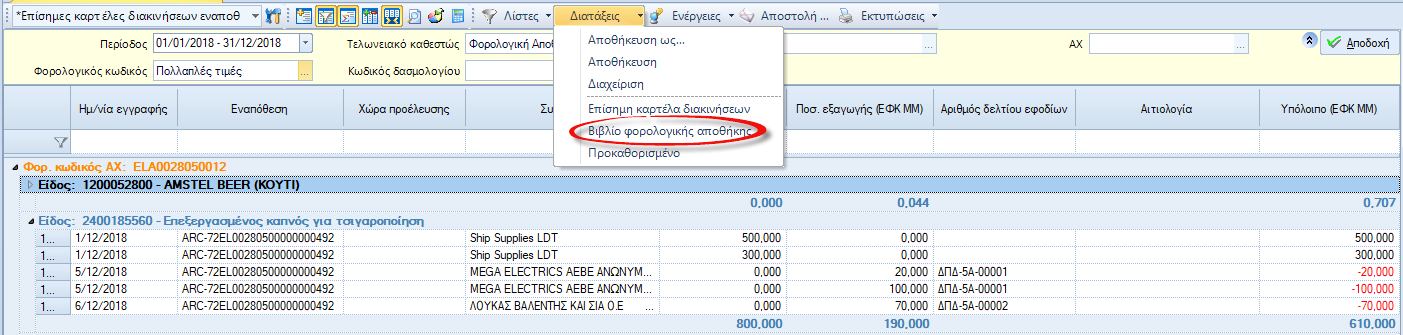 *Επίσημες καρτέλες διακινήσεων εναποθ Λίστες Διατάξεις Ενέργειες Αποστολή ... Εκτυπώσεις
Περίοδος 01/01/2018 - 31/12/2018 Τελωνειακό καθεστώς Φορολογική Αποθ ... ΑΧ ... Αποδοχή
Φορολογικός κωδικός Πολλαπλές τιμές ... Κωδικός δασμολογίου
Αποθήκευση ως...
Αποθήκευση
Διαχείριση
Επίσημη καρτέλα διακινήσεων
Βιβλίο φορολογικής αποθήκης
Προκαθορισμένο
Ημ/νία εγγραφής Εναπόθεση Χώρα προέλευσης Συ Ποσ. εξαγωγής (ΕΦΚ ΜΜ) Αριθμός δελτίου εφοδίων Αιτιολογία Υπόλοιπο (ΕΦΚ ΜΜ)
Φορ. κωδικός ΑΧ: ELA0028050012
Είδος: 1200052800 - AMSTEL BEER (ΚΟΥΤΙ)
0.000 0,044 0,707
Είδος: 2400185560 - Επεξεργασμένος καπνός για τσιγαροποίηση
1... 1/12/2018 ARC-72EL00280500000000492 Ship Supplies LDT 500,000 0,000 500,000
1... 1/12/2018 ARC-72EL00280500000000492 Ship Supplies LDT 300,000 0,000 300,000
1... 5/12/2018 ARC-72EL00280500000000492 MEGA ELECTRICS ΑΕΒΕ ΑΝΩΝΥΜ... 0,000 20,000 ΔΠΔ-5Α-00001 -20,000
1... 5/12/2018 ARC-72EL00280500000000492 MEGA ELECTRICS ΑΕΒΕ ΑΝΩΝΥΜ... 0,000 100,000 ΔΠΔ-5Α-00001 -100,000
1... 6/12/2018 ARC-72EL00280500000000492 ΛΟΥΚΑΣ ΒΑΛΕΝΤΗΣ ΚΑΙ ΣΙΑ Ο.Ε 0,000 70,000 ΔΠΔ-5Α-00002 -70,000
800,000 190,000 610,000